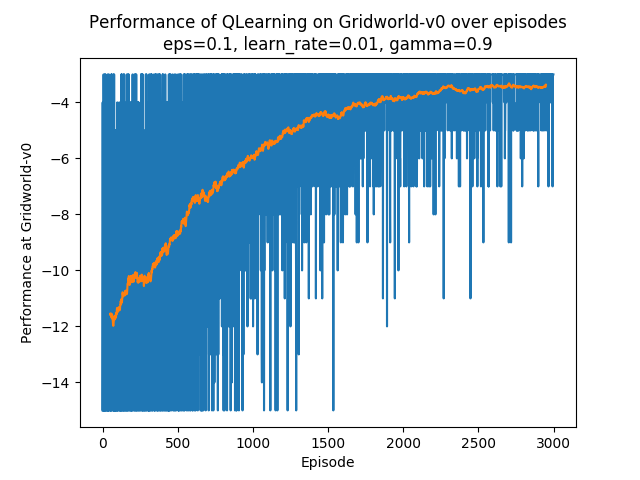 Performance of QLearning on Gridworld-v0 over episodes
eps=0.1, learn_rate=0.01, gamma=0.9
Performance at Gridworld-v0
−4
−6
−8
−10
−12
−14
0 500 1000 1500 2000 2500 3000
Episode